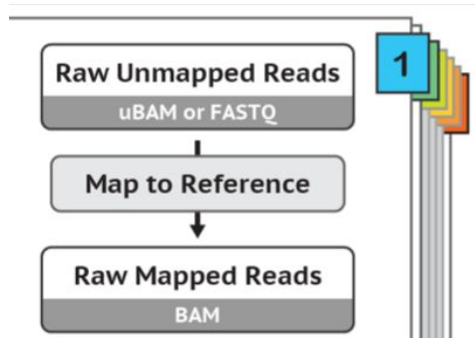 Raw Unmapped Reads
1
uBAM or FASTQ
Map to Reference
Raw Mapped Reads
BAM